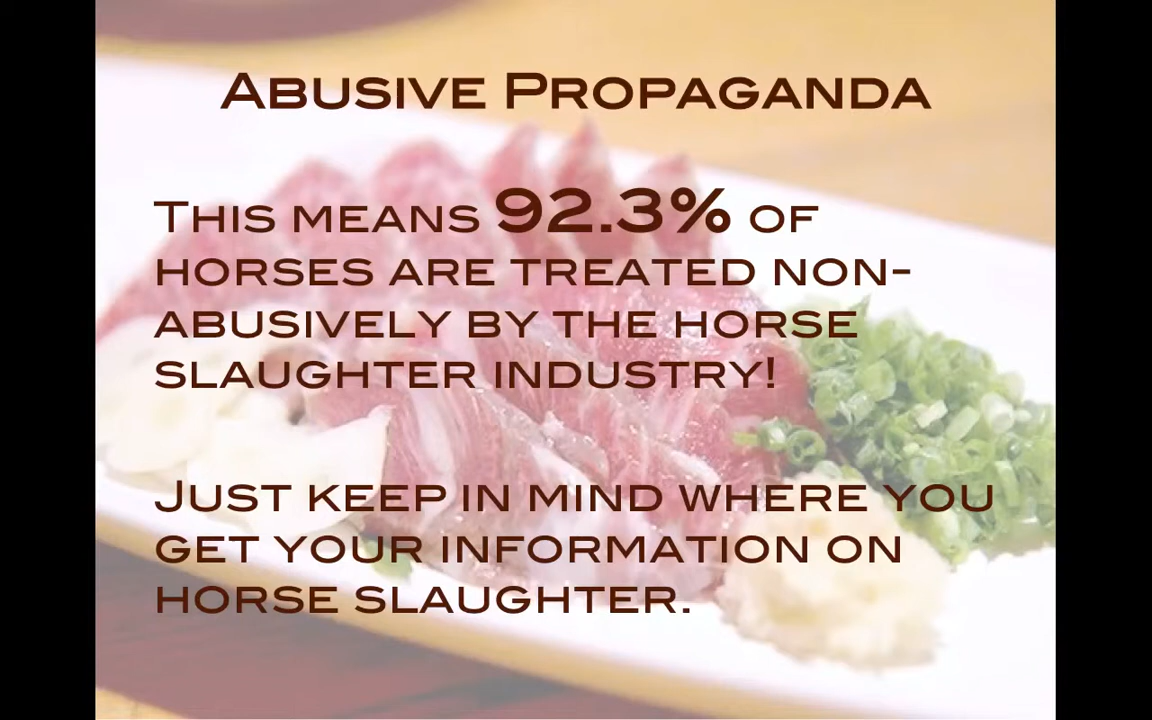 Abusive Propaganda
This means 92.3% of
horses are treated non-
abusively by the horse
slaughter industry!
Just keep in mind where you
get your information on
horse slaughter.